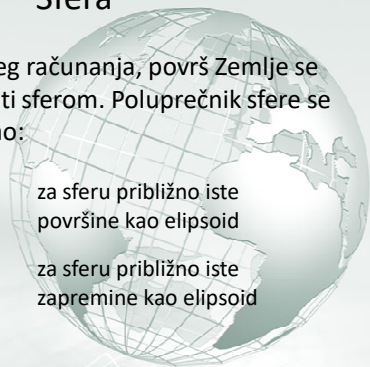 Sfera
eg računanja, površ Zemlje se
ti sferom. Poluprečnik sfere se
no:
za sferu približno iste
površine kao elipsoid
za sferu približno iste
zapremine kao elipsoid